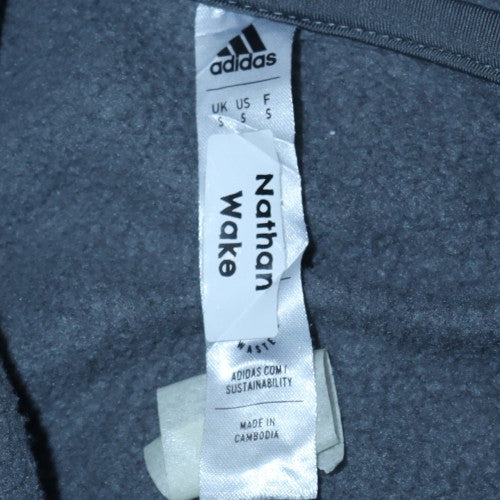 adidas
UK US F
S S S
Nathan
Wake
WASTE
ADIDAS.COM/
SUSTAINABILITY
MADE IN
CAMBODIA